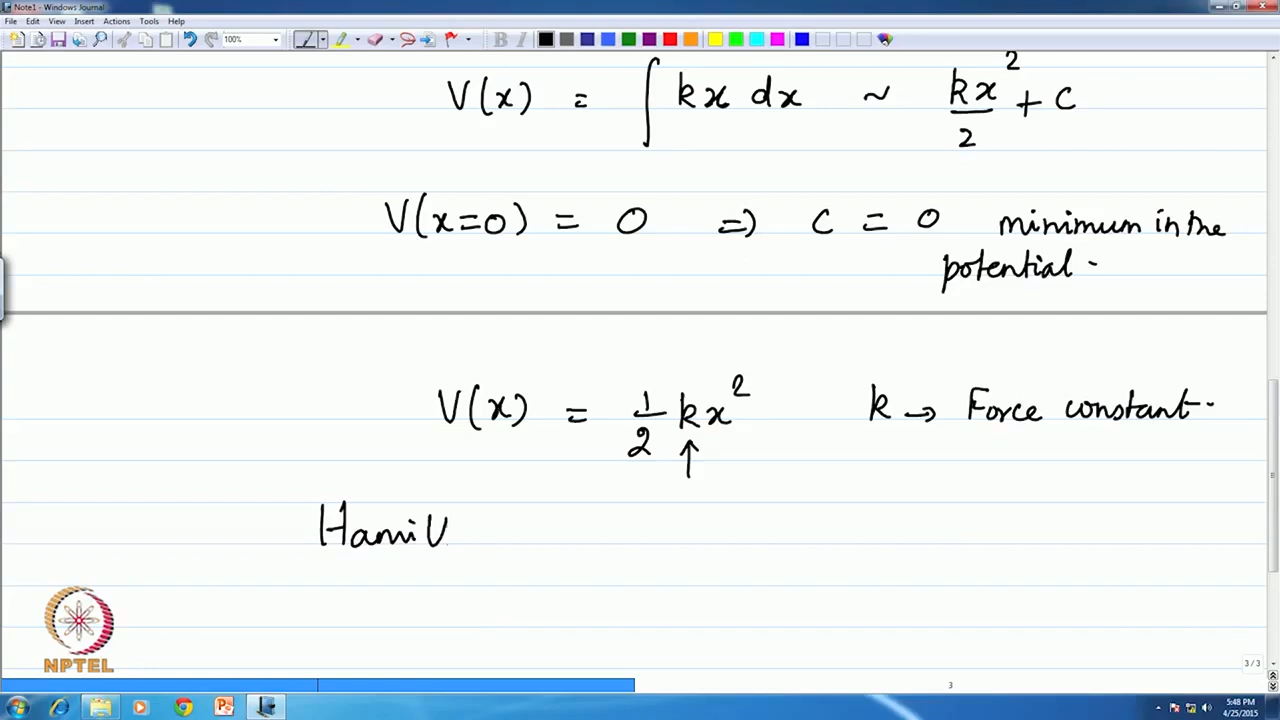 Note1 - Windows Journal
File Edit View Insert Actions Tools Help
100%
B I
V(x) = ∫ kx dx ~ kx²/2 + c
V(x=0) = 0 => c = 0 minimum in the
potential.
V(x) = 1/2 kx² k → Force constant.
↑
Hamil
NPTEL
3/3
3
5:48 PM
4/25/2015